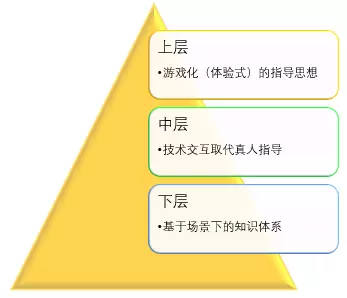 上层
•游戏化（体验式）的指导思想
中层
•技术交互取代真人指导
下层
•基于场景下的知识体系